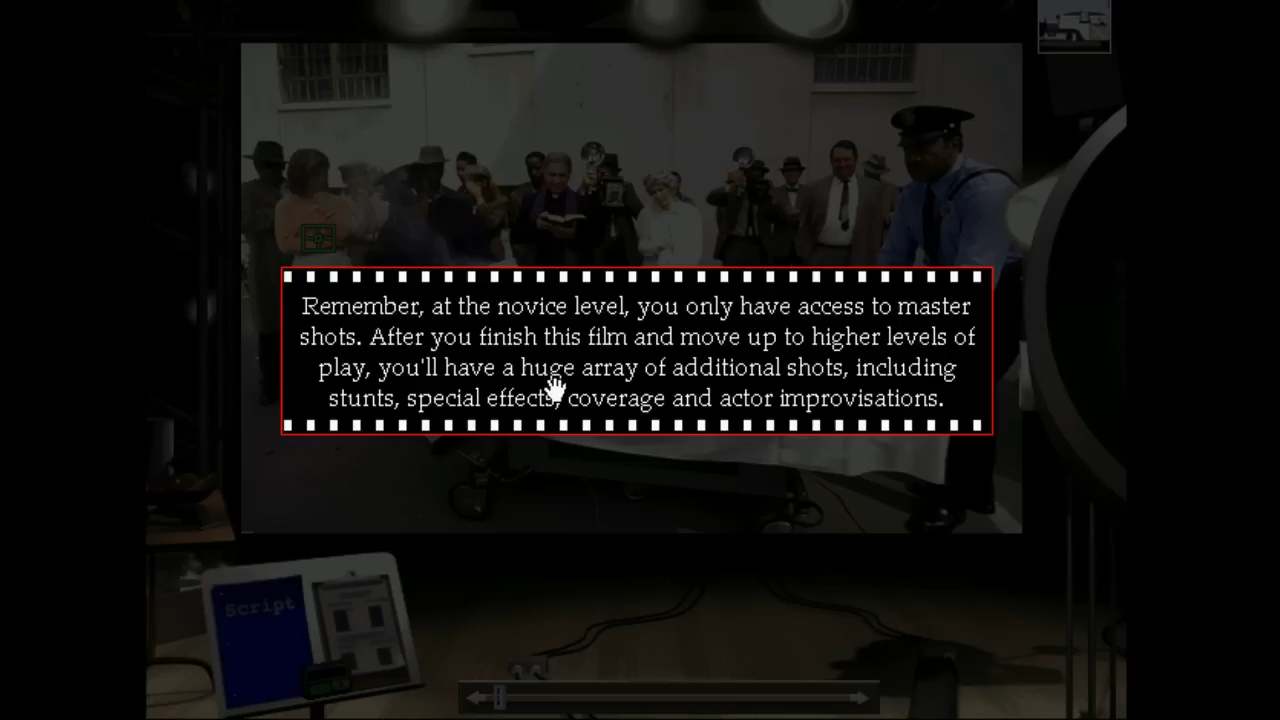 Remember, at the novice level, you only have access to master
shots. After you finish this film and move up to higher levels of
play, you'll have a huge array of additional shots, including
stunts, special effects, coverage and actor improvisations.
Script